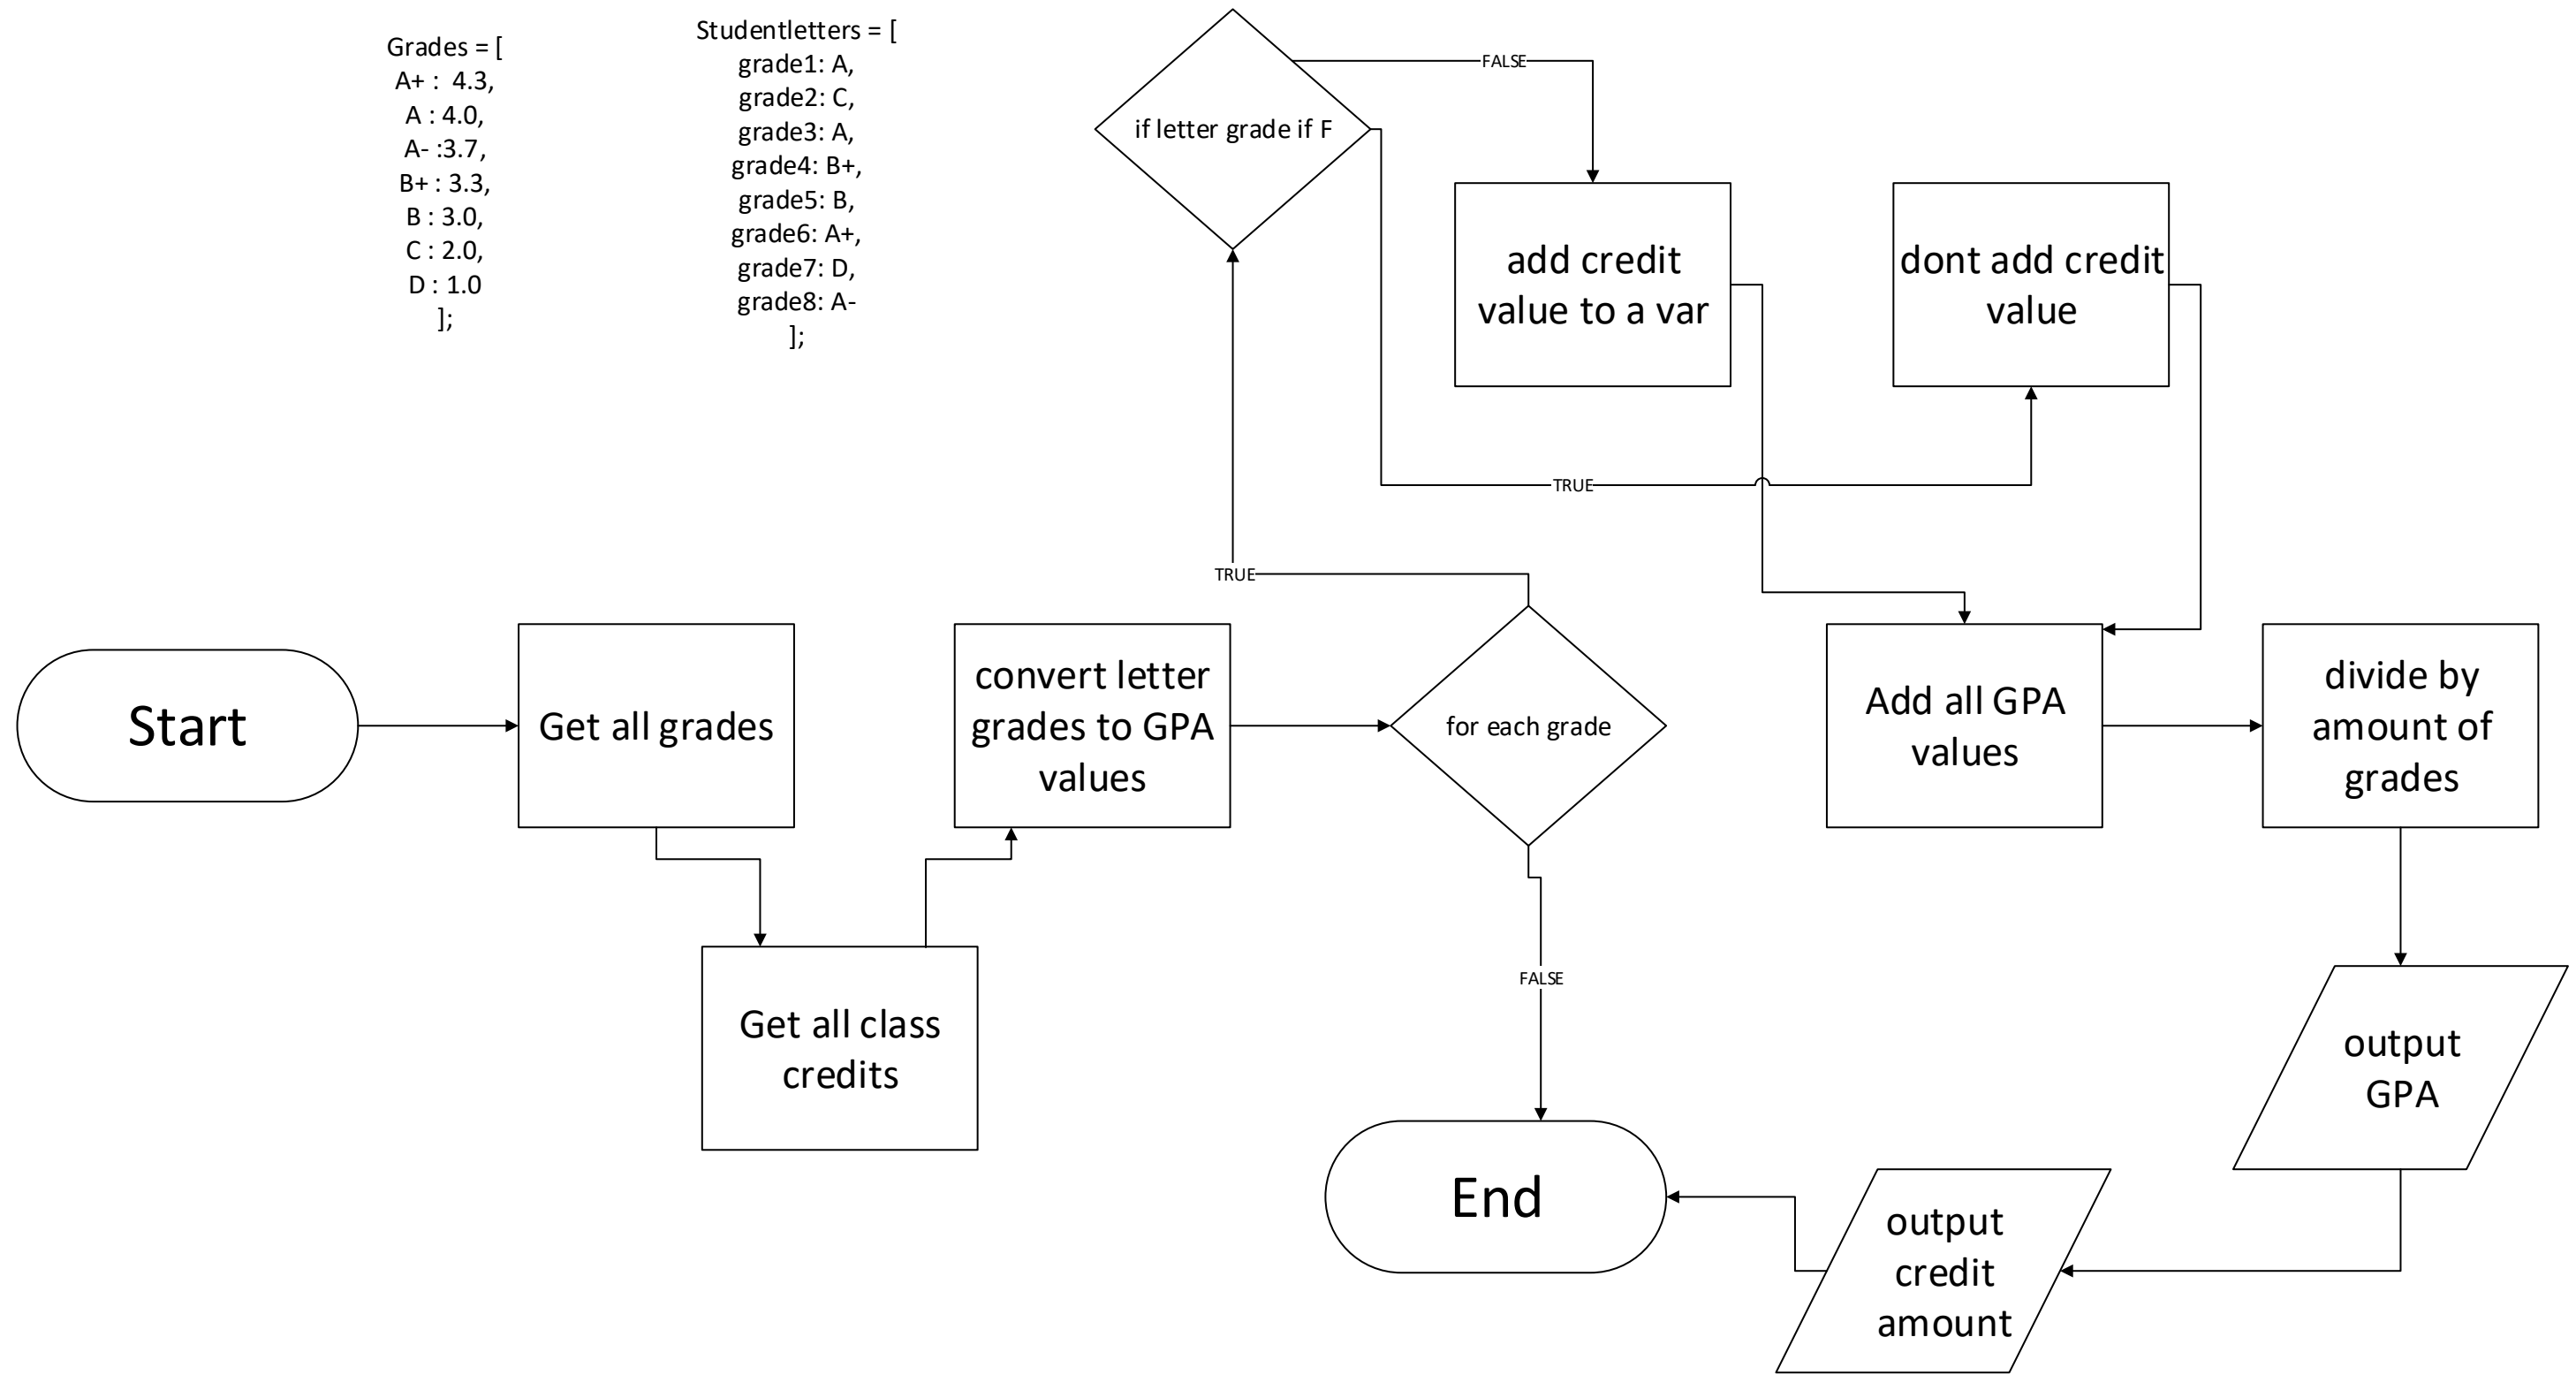 Grades = [
A+ :  4.3,
A : 4.0,
A- :3.7,
B+ : 3.3,
B : 3.0,
C : 2.0,
D : 1.0
];
Studentletters = [
grade1: A,
grade2: C,
grade3: A,
grade4: B+,
grade5: B,
grade6: A+,
grade7: D,
grade8: A-
];
if letter grade if F
FALSE
add credit
value to a var
dont add credit
value
TRUE
TRUE
Start
Get all grades
convert letter
grades to GPA
values
for each grade
Add all GPA
values
divide by
amount of
grades
Get all class
credits
FALSE
output
GPA
End
output
credit
amount